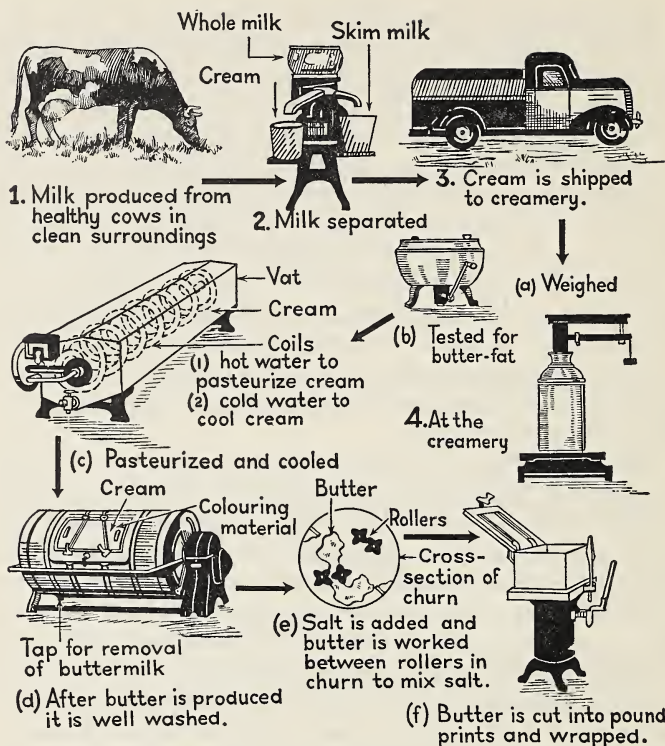 Whole milk
Skim milk
Cream
1. Milk produced from
healthy cows in
clean surroundings
2. Milk separated
3. Cream is shipped
to creamery.
(a) Weighed
(b) Tested for
butter-fat
4. At the
creamery
Vat
Cream
Coils
(1) hot water to
pasteurize cream
(2) cold water to
cool cream
(c) Pasteurized and cooled
Cream
Colouring
material
Tap for removal
of buttermilk
(d) After butter is produced
it is well washed.
Butter
Rollers
Cross-
section of
churn
(e) Salt is added and
butter is worked
between rollers in
churn to mix salt.
(f) Butter is cut into pound
prints and wrapped.